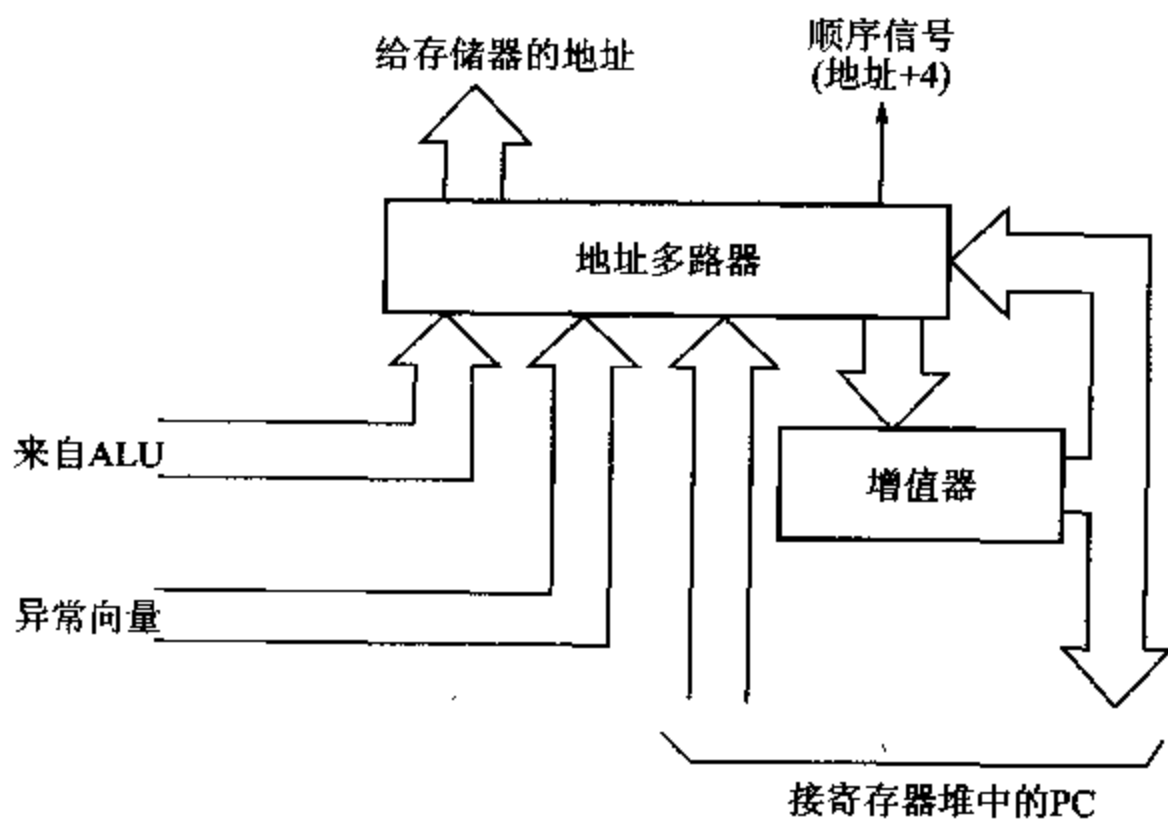 给存储器的地址
顺序信号
(地址+4)
地址多路器
来自ALU
增值器
异常向量
接寄存器堆中的PC